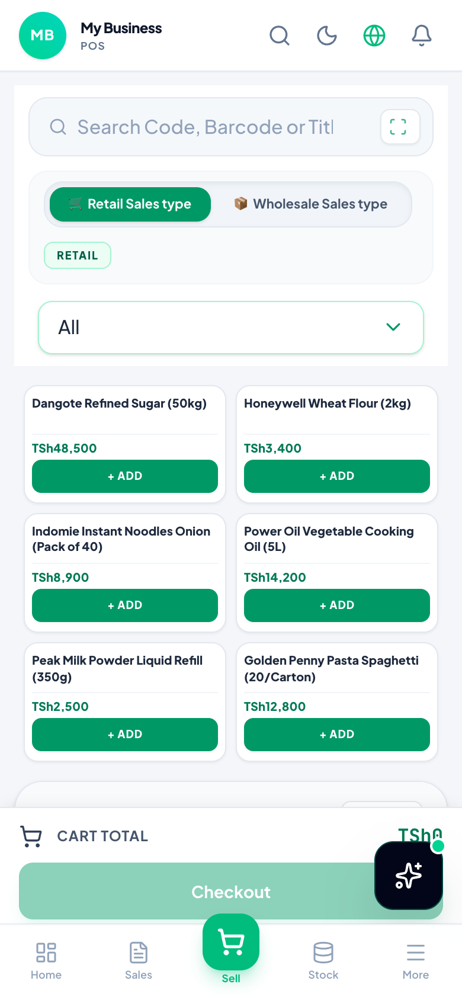 MB
My Business
POS
Search Code, Barcode or Titl
🛒 Retail Sales type
📦 Wholesale Sales type
RETAIL
All
Dangote Refined Sugar (50kg)
TSh48,500
+ ADD
Honeywell Wheat Flour (2kg)
TSh3,400
+ ADD
Indomie Instant Noodles Onion
(Pack of 40)
TSh8,900
+ ADD
Power Oil Vegetable Cooking
Oil (5L)
TSh14,200
+ ADD
Peak Milk Powder Liquid Refill
(350g)
TSh2,500
+ ADD
Golden Penny Pasta Spaghetti
(20/Carton)
TSh12,800
+ ADD
CART TOTAL
TSh0
Checkout
Home
Sales
Sell
Stock
More